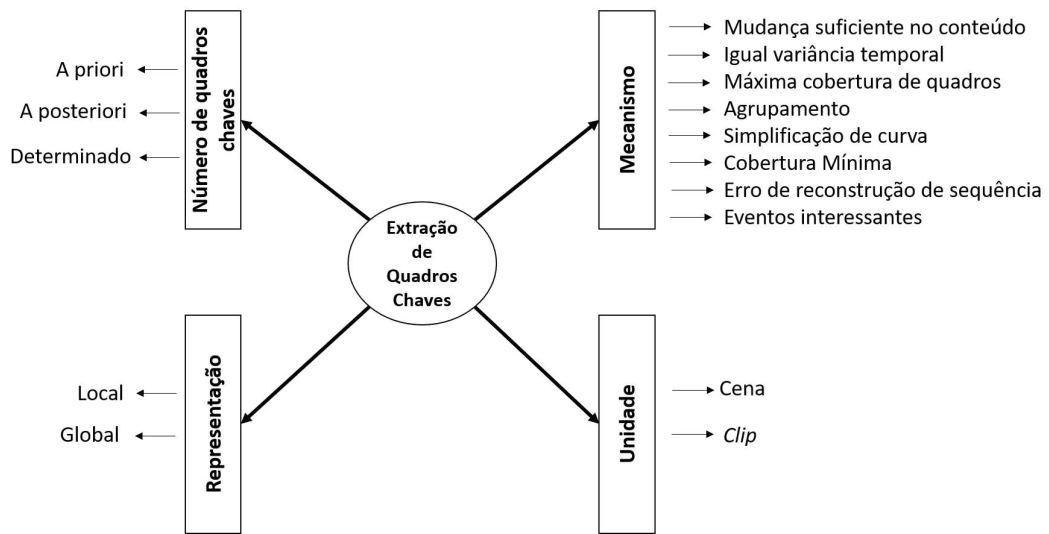 A priori
A posteriori
Determinado
Número de quadros
chaves
Mecanismo
Mudança suficiente no conteúdo
Igual variância temporal
Máxima cobertura de quadros
Agrupamento
Simplificação de curva
Cobertura Mínima
Erro de reconstrução de sequência
Eventos interessantes
Extração
de
Quadros
Chaves
Local
Global
Representação
Unidade
Cena
Clip